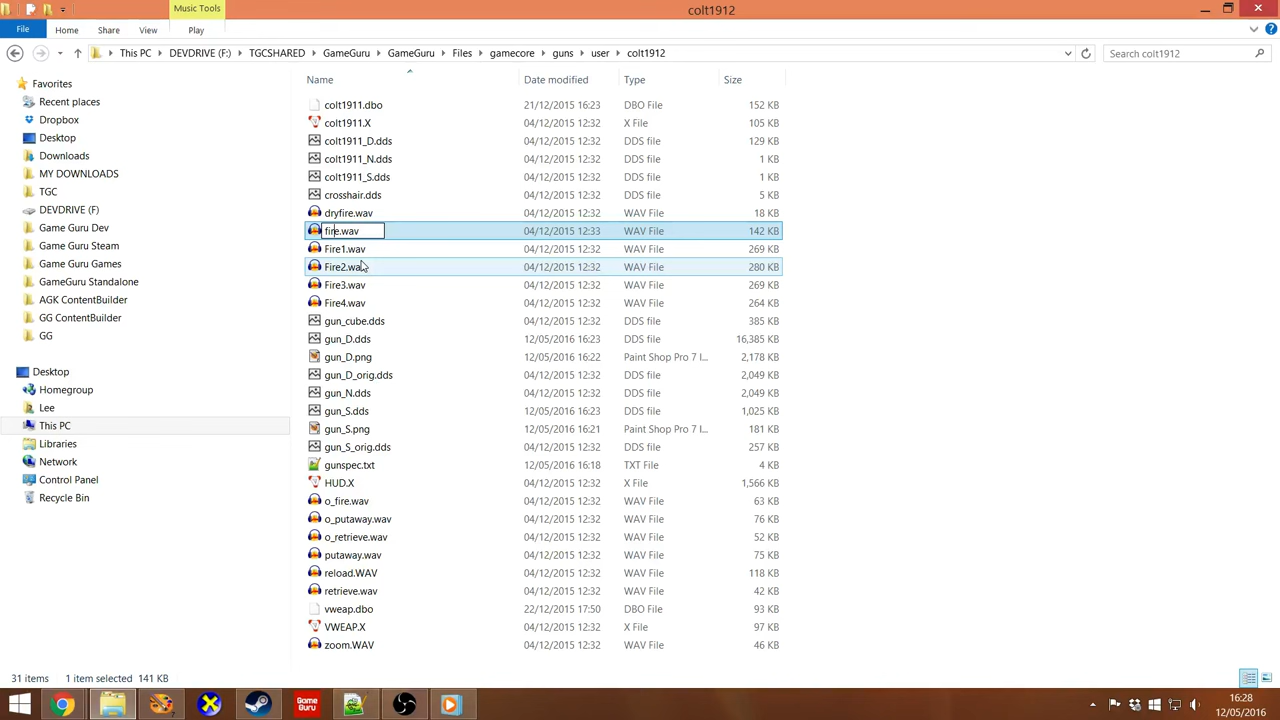 Music Tools
colt1912
File Home Share View Play
This PC DEVDRIVE (F:) TGCSHARED GameGuru GameGuru Files gamecore guns user colt1912
Search colt1912
Favorites
Recent places
Dropbox
Desktop
Downloads
MY DOWNLOADS
TGC
DEVDRIVE (F)
Game Guru Dev
Game Guru Steam
Game Guru Games
GameGuru Standalone
AGK ContentBuilder
GG ContentBuilder
GG
Desktop
Homegroup
Lee
This PC
Libraries
Network
Control Panel
Recycle Bin
Name Date modified Type Size
colt1911.dbo 21/12/2015 16:23 DBO File 152 KB
colt1911.X 04/12/2015 12:32 X File 105 KB
colt1911_D.dds 04/12/2015 12:32 DDS file 129 KB
colt1911_N.dds 04/12/2015 12:32 DDS file 1 KB
colt1911_S.dds 04/12/2015 12:32 DDS file 1 KB
crosshair.dds 04/12/2015 12:32 DDS file 5 KB
dryfire.wav 04/12/2015 12:32 WAV File 18 KB
fire.wav 04/12/2015 12:33 WAV File 142 KB
Fire1.wav 04/12/2015 12:32 WAV File 269 KB
Fire2.wav 04/12/2015 12:32 WAV File 280 KB
Fire3.wav 04/12/2015 12:32 WAV File 269 KB
Fire4.wav 04/12/2015 12:32 WAV File 264 KB
gun_cube.dds 04/12/2015 12:32 DDS file 385 KB
gun_D.dds 12/05/2016 16:23 DDS file 16,385 KB
gun_D.png 12/05/2016 16:22 Paint Shop Pro 7 I... 2,178 KB
gun_D_orig.dds 04/12/2015 12:32 DDS file 2,049 KB
gun_N.dds 04/12/2015 12:32 DDS file 2,049 KB
gun_S.dds 12/05/2016 16:23 DDS file 1,025 KB
gun_S.png 12/05/2016 16:21 Paint Shop Pro 7 I... 181 KB
gun_S_orig.dds 04/12/2015 12:32 DDS file 257 KB
gunspec.txt 12/05/2016 16:18 TXT File 4 KB
HUD.X 04/12/2015 12:32 X File 1,566 KB
o_fire.wav 04/12/2015 12:32 WAV File 63 KB
o_putaway.wav 04/12/2015 12:32 WAV File 76 KB
o_retrieve.wav 04/12/2015 12:32 WAV File 52 KB
putaway.wav 04/12/2015 12:32 WAV File 75 KB
reload.WAV 04/12/2015 12:32 WAV File 118 KB
retrieve.wav 04/12/2015 12:32 WAV File 42 KB
vweap.dbo 22/12/2015 17:50 DBO File 93 KB
VWEAP.X 04/12/2015 12:32 X File 97 KB
zoom.WAV 04/12/2015 12:32 WAV File 46 KB
31 items 1 item selected 141 KB
Game
Guru
16:28
12/05/2016